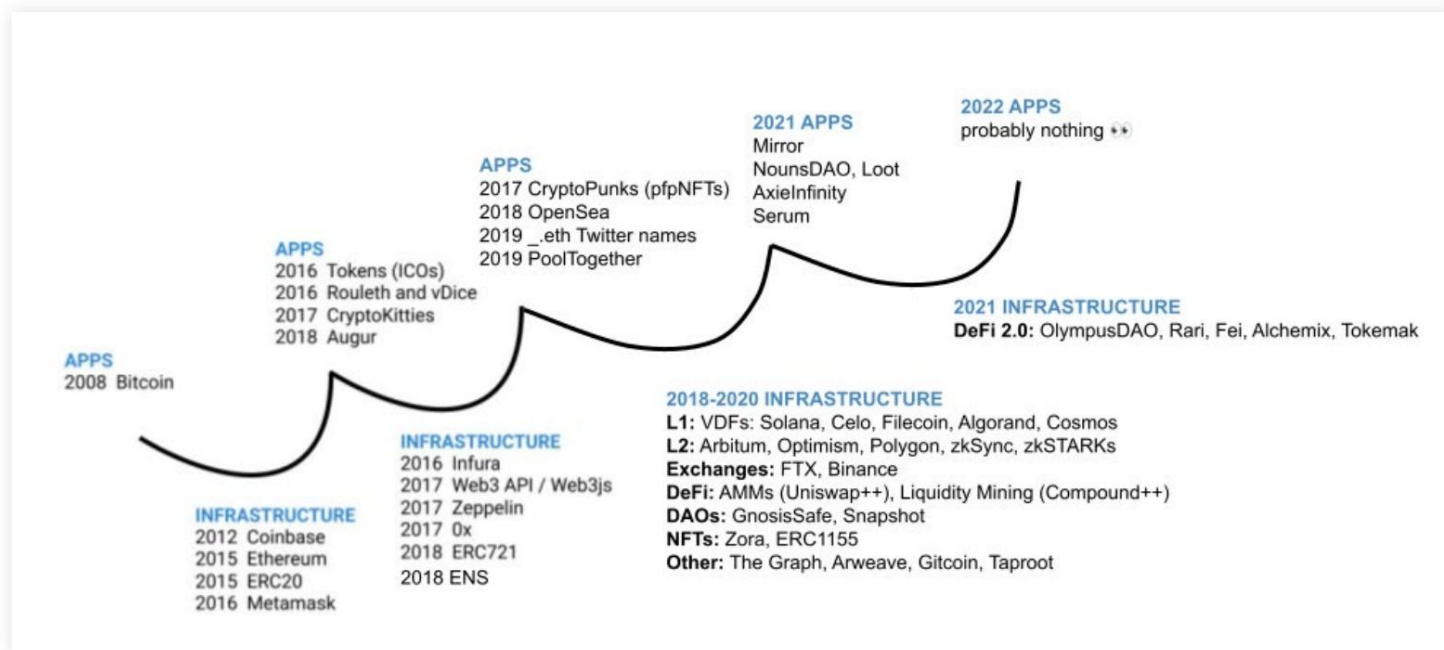 APPS
2008 Bitcoin
INFRASTRUCTURE
2012 Coinbase
2015 Ethereum
2015 ERC20
2016 Metamask
APPS
2016 Tokens (ICOs)
2016 Rouleth and vDice
2017 CryptoKitties
2018 Augur
INFRASTRUCTURE
2016 Infura
2017 Web3 API / Web3js
2017 Zeppelin
2017 0x
2018 ERC721
2018 ENS
APPS
2017 CryptoPunks (pfpNFTs)
2018 OpenSea
2019 _.eth Twitter names
2019 PoolTogether
2018-2020 INFRASTRUCTURE
L1: VDFs: Solana, Celo, Filecoin, Algorand, Cosmos
L2: Arbitum, Optimism, Polygon, zkSync, zkSTARKs
Exchanges: FTX, Binance
DeFi: AMMs (Uniswap++), Liquidity Mining (Compound++)
DAOs: GnosisSafe, Snapshot
NFTs: Zora, ERC1155
Other: The Graph, Arweave, Gitcoin, Taproot
2021 APPS
Mirror
NounsDAO, Loot
AxieInfinity
Serum
2021 INFRASTRUCTURE
DeFi 2.0: OlympusDAO, Rari, Fei, Alchemix, Tokemak
2022 APPS
probably nothing 👀